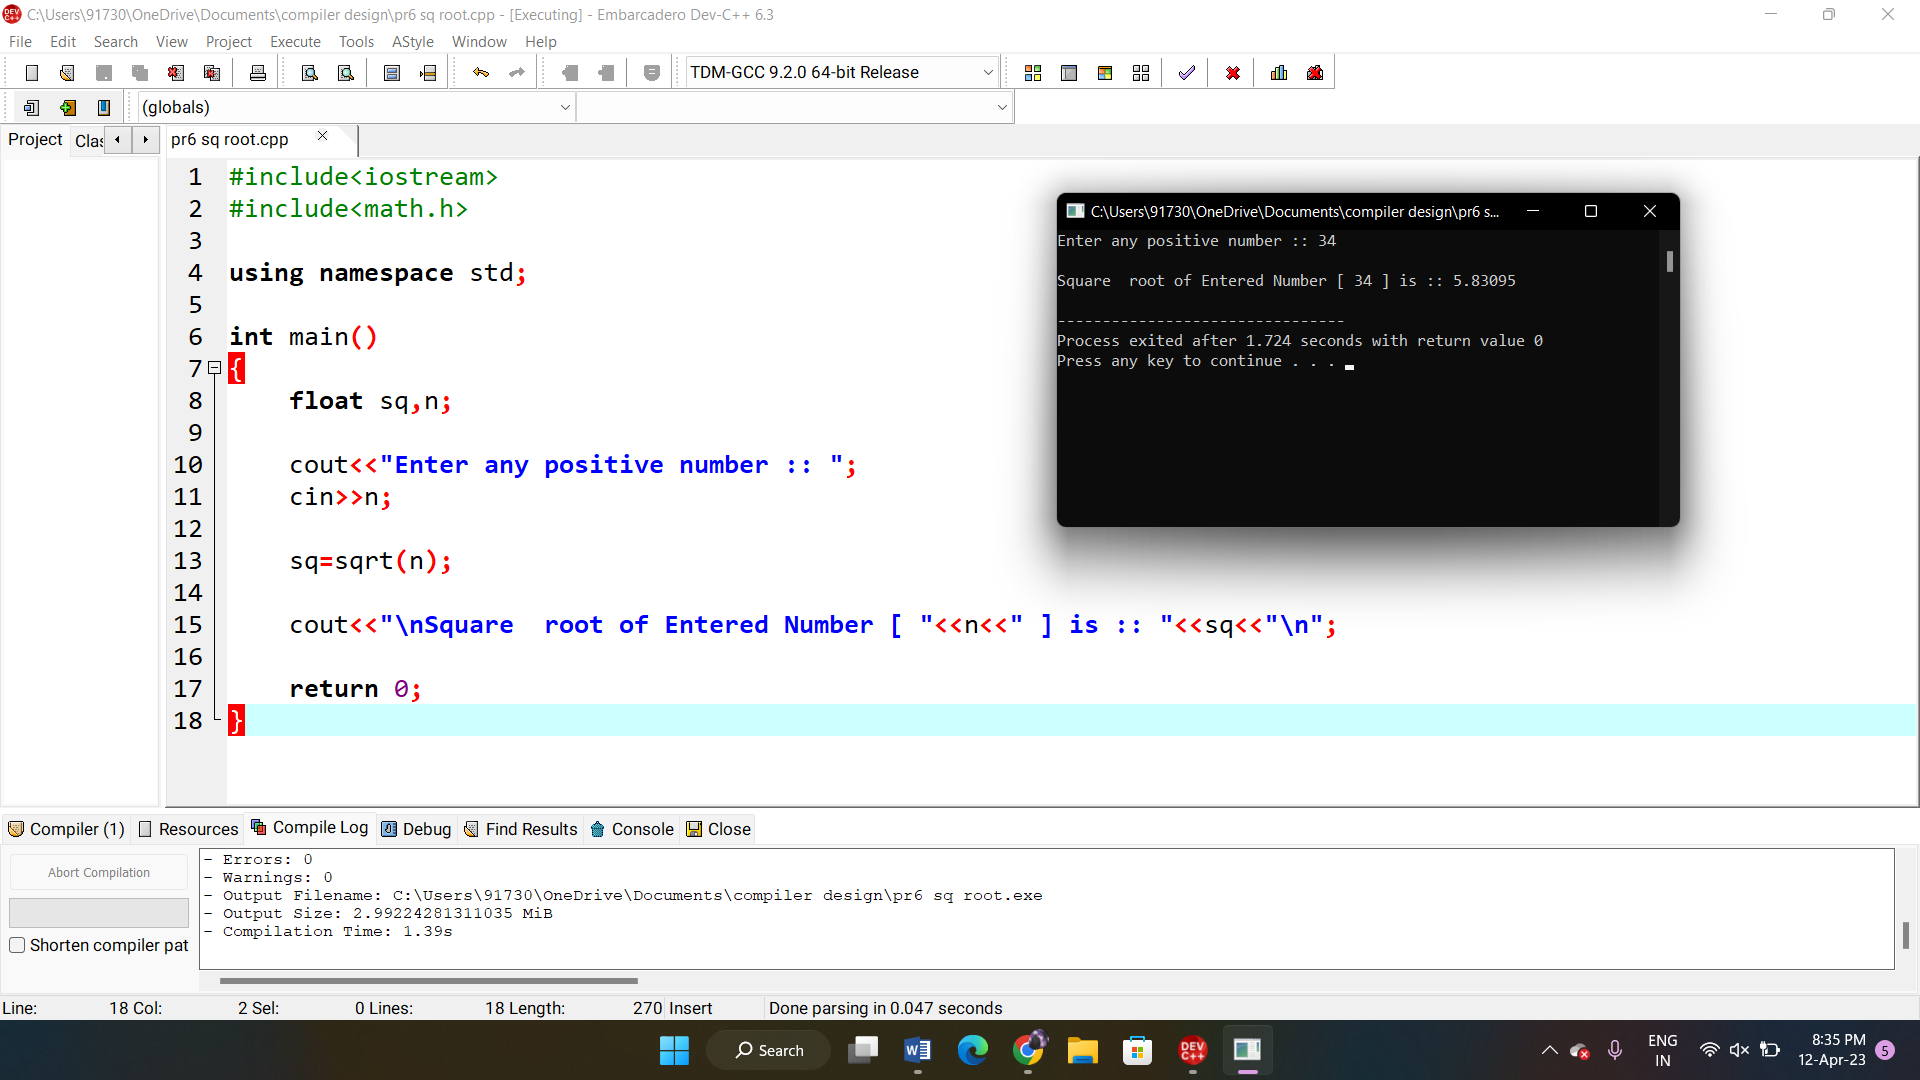 C:\Users\91730\OneDrive\Documents\compiler design\pr6 sq root.cpp - [Executing] - Embarcadero Dev-C++ 6.3
File Edit Search View Project Execute Tools AStyle Window Help
TDM-GCC 9.2.0 64-bit Release
(globals)
Project Clas
pr6 sq root.cpp
1 #include<iostream>
2 #include<math.h>
3
4 using namespace std;
5
6 int main()
7 {
8 float sq,n;
9
10 cout<<"Enter any positive number :: ";
11 cin>>n;
12
13 sq=sqrt(n);
14
15 cout<<"\nSquare  root of Entered Number [ "<<n<<" ] is :: "<<sq<<"\n";
16
17 return 0;
18 }
C:\Users\91730\OneDrive\Documents\compiler design\pr6 s...
Enter any positive number :: 34
Square  root of Entered Number [ 34 ] is :: 5.83095
--------------------------------
Process exited after 1.724 seconds with return value 0
Press any key to continue . . .
Compiler (1) Resources Compile Log Debug Find Results Console Close
Abort Compilation
Shorten compiler pat
- Errors: 0
- Warnings: 0
- Output Filename: C:\Users\91730\OneDrive\Documents\compiler design\pr6 sq root.exe
- Output Size: 2.99224281311035 MiB
- Compilation Time: 1.39s
Line: 18 Col: 2 Sel: 0 Lines: 18 Length: 270 Insert Done parsing in 0.047 seconds
Search
DEV C++
ENG
IN
8:35 PM
12-Apr-23
5